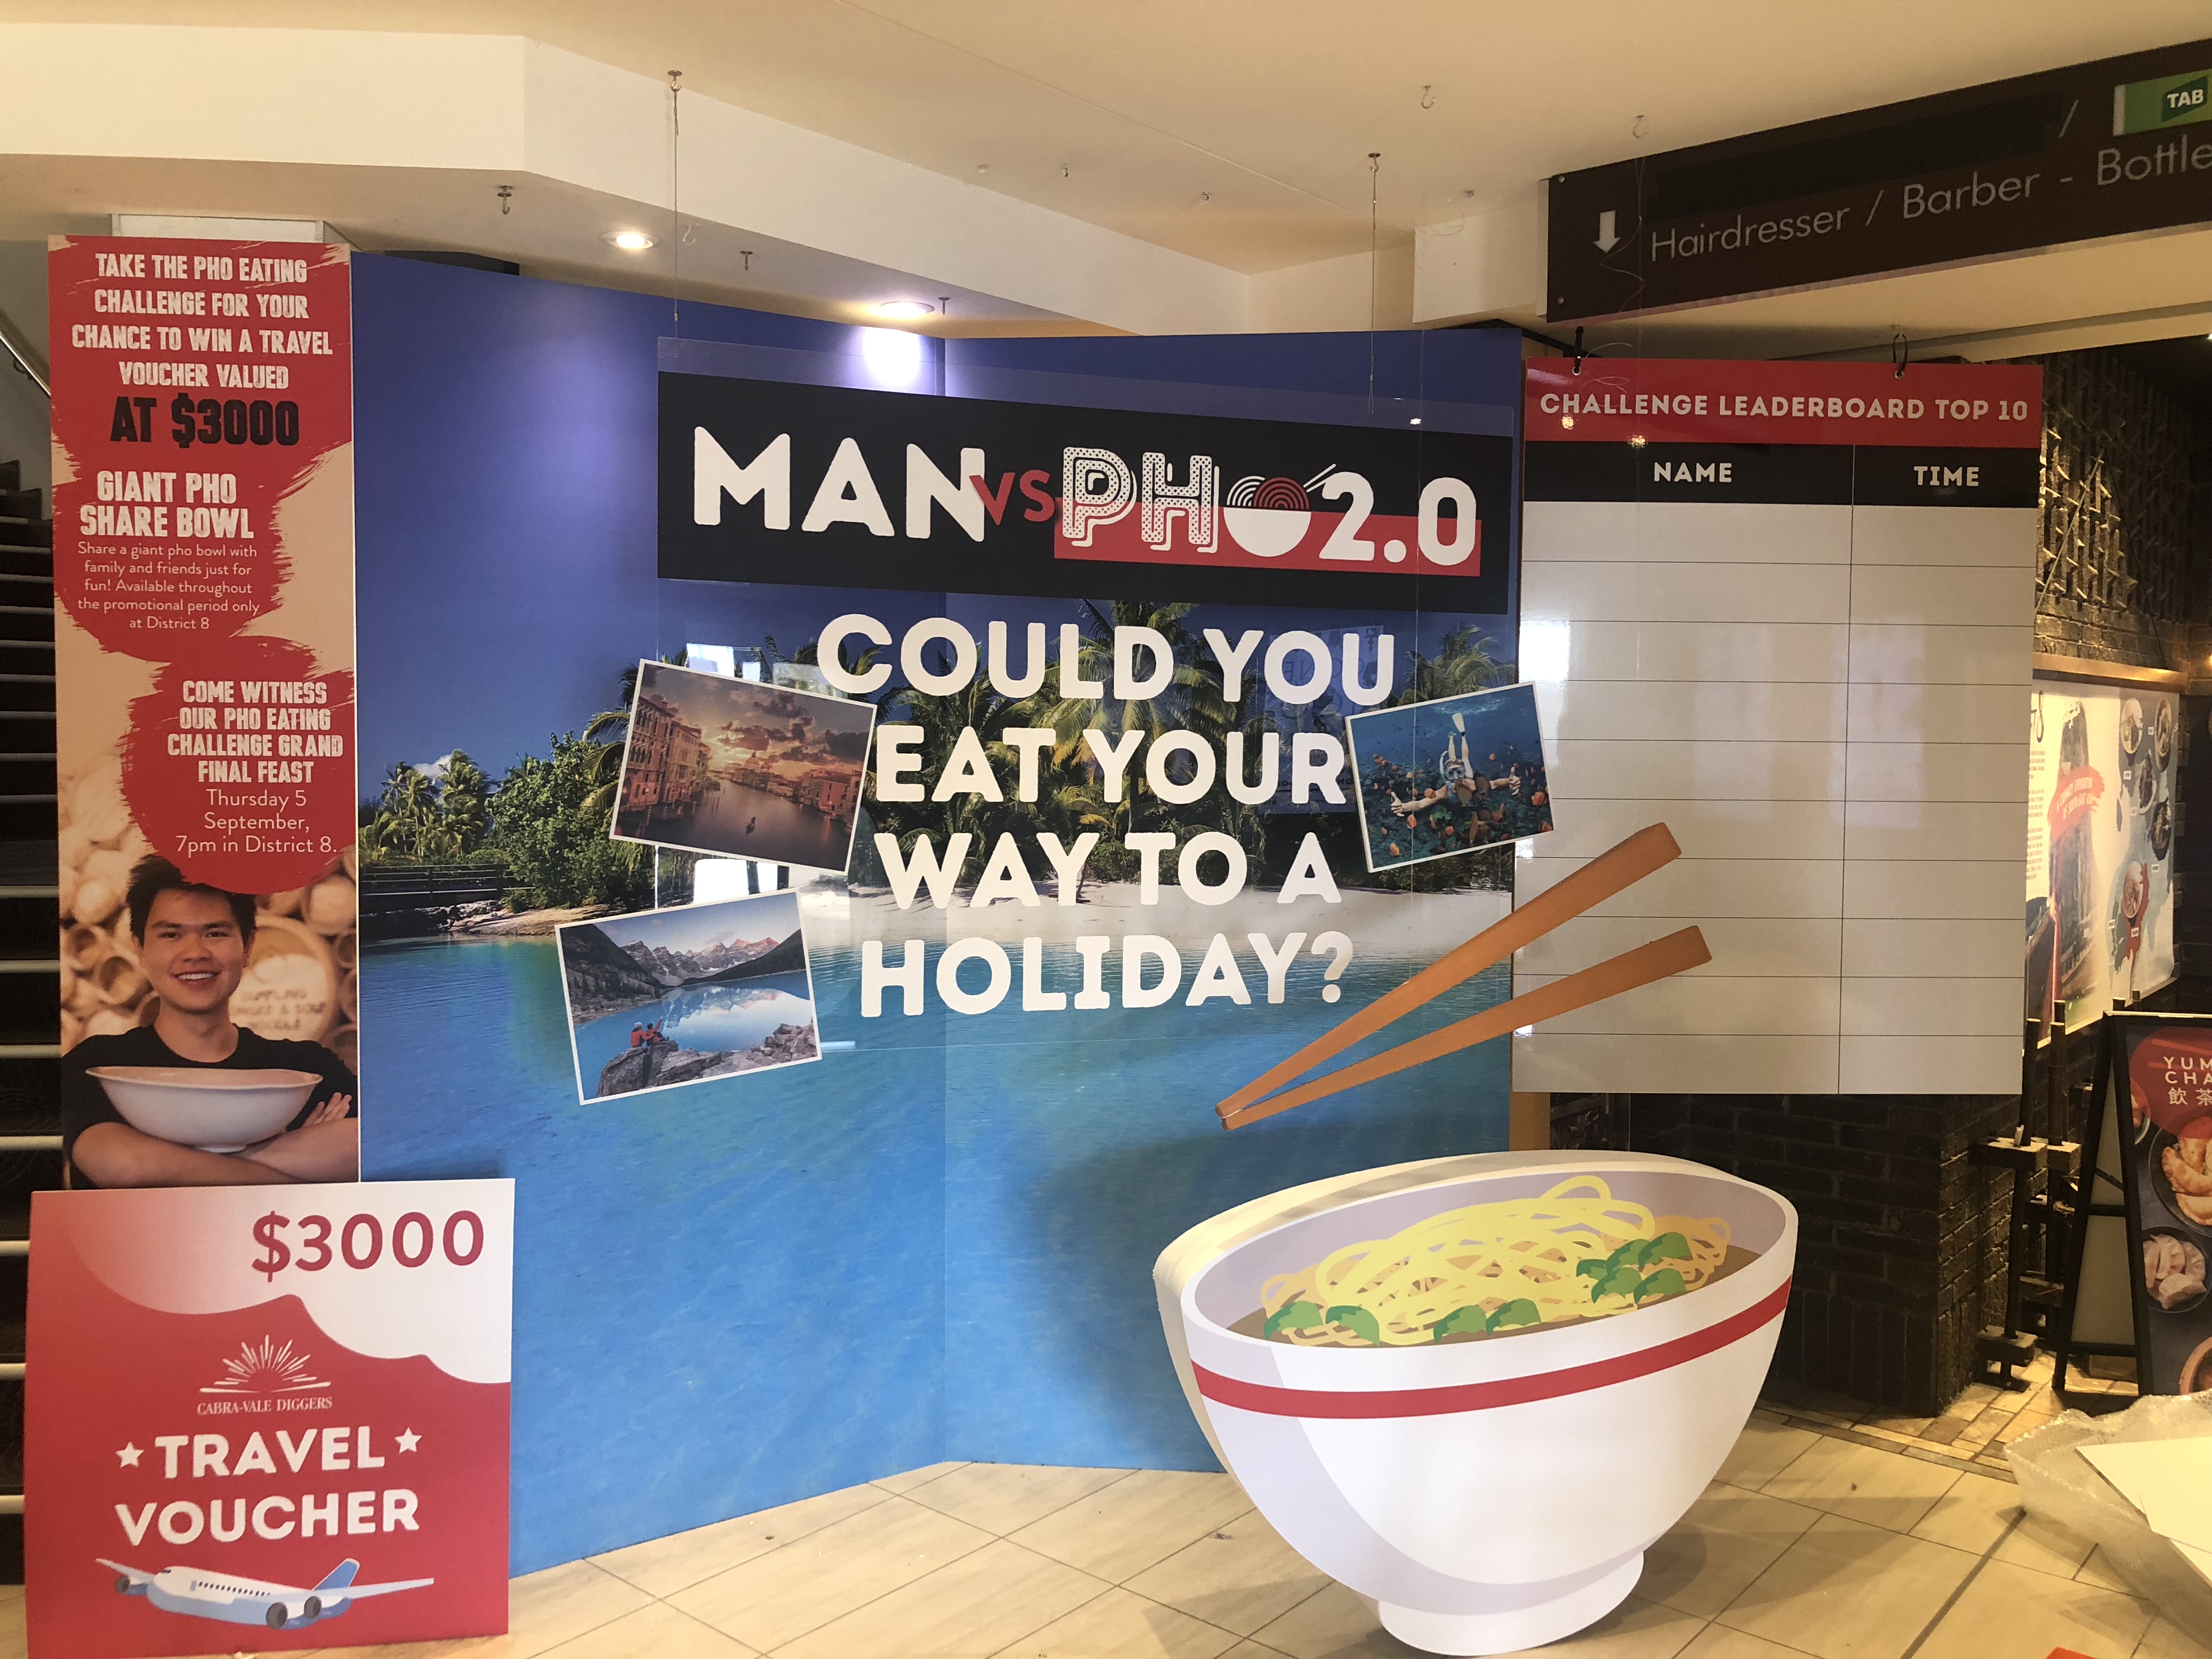 TAKE THE PHO EATING
CHALLENGE FOR YOUR
CHANCE TO WIN A TRAVEL
VOUCHER VALUED
AT $3000
GIANT PHO
SHARE BOWL
Share a giant pho bowl with
family and friends just for
fun! Available throughout
the promotional period only
at District 8
COME WITNESS
OUR PHO EATING
CHALLENGE GRAND
FINAL FEAST
Thursday 5
September,
7pm in District 8.
$3000
CABRA-VALE DIGGERS
TRAVEL
VOUCHER
MAN VS. PHO 2.0
COULD YOU
EAT YOUR
WAY TO A
HOLIDAY?
CHALLENGE LEADERBOARD TOP 10
NAME TIME
/ TAB
Hairdresser / Barber - Bottle
YUM
CHA
飲茶